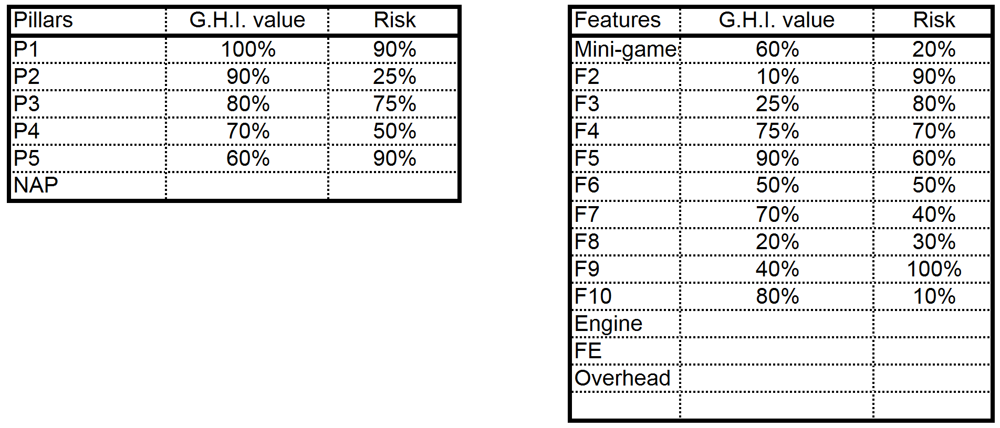 Pillars G.H.I. value Risk
P1 100% 90%
P2 90% 25%
P3 80% 75%
P4 70% 50%
P5 60% 90%
NAP
Features G.H.I. value Risk
Mini-game 60% 20%
F2 10% 90%
F3 25% 80%
F4 75% 70%
F5 90% 60%
F6 50% 50%
F7 70% 40%
F8 20% 30%
F9 40% 100%
F10 80% 10%
Engine
FE
Overhead